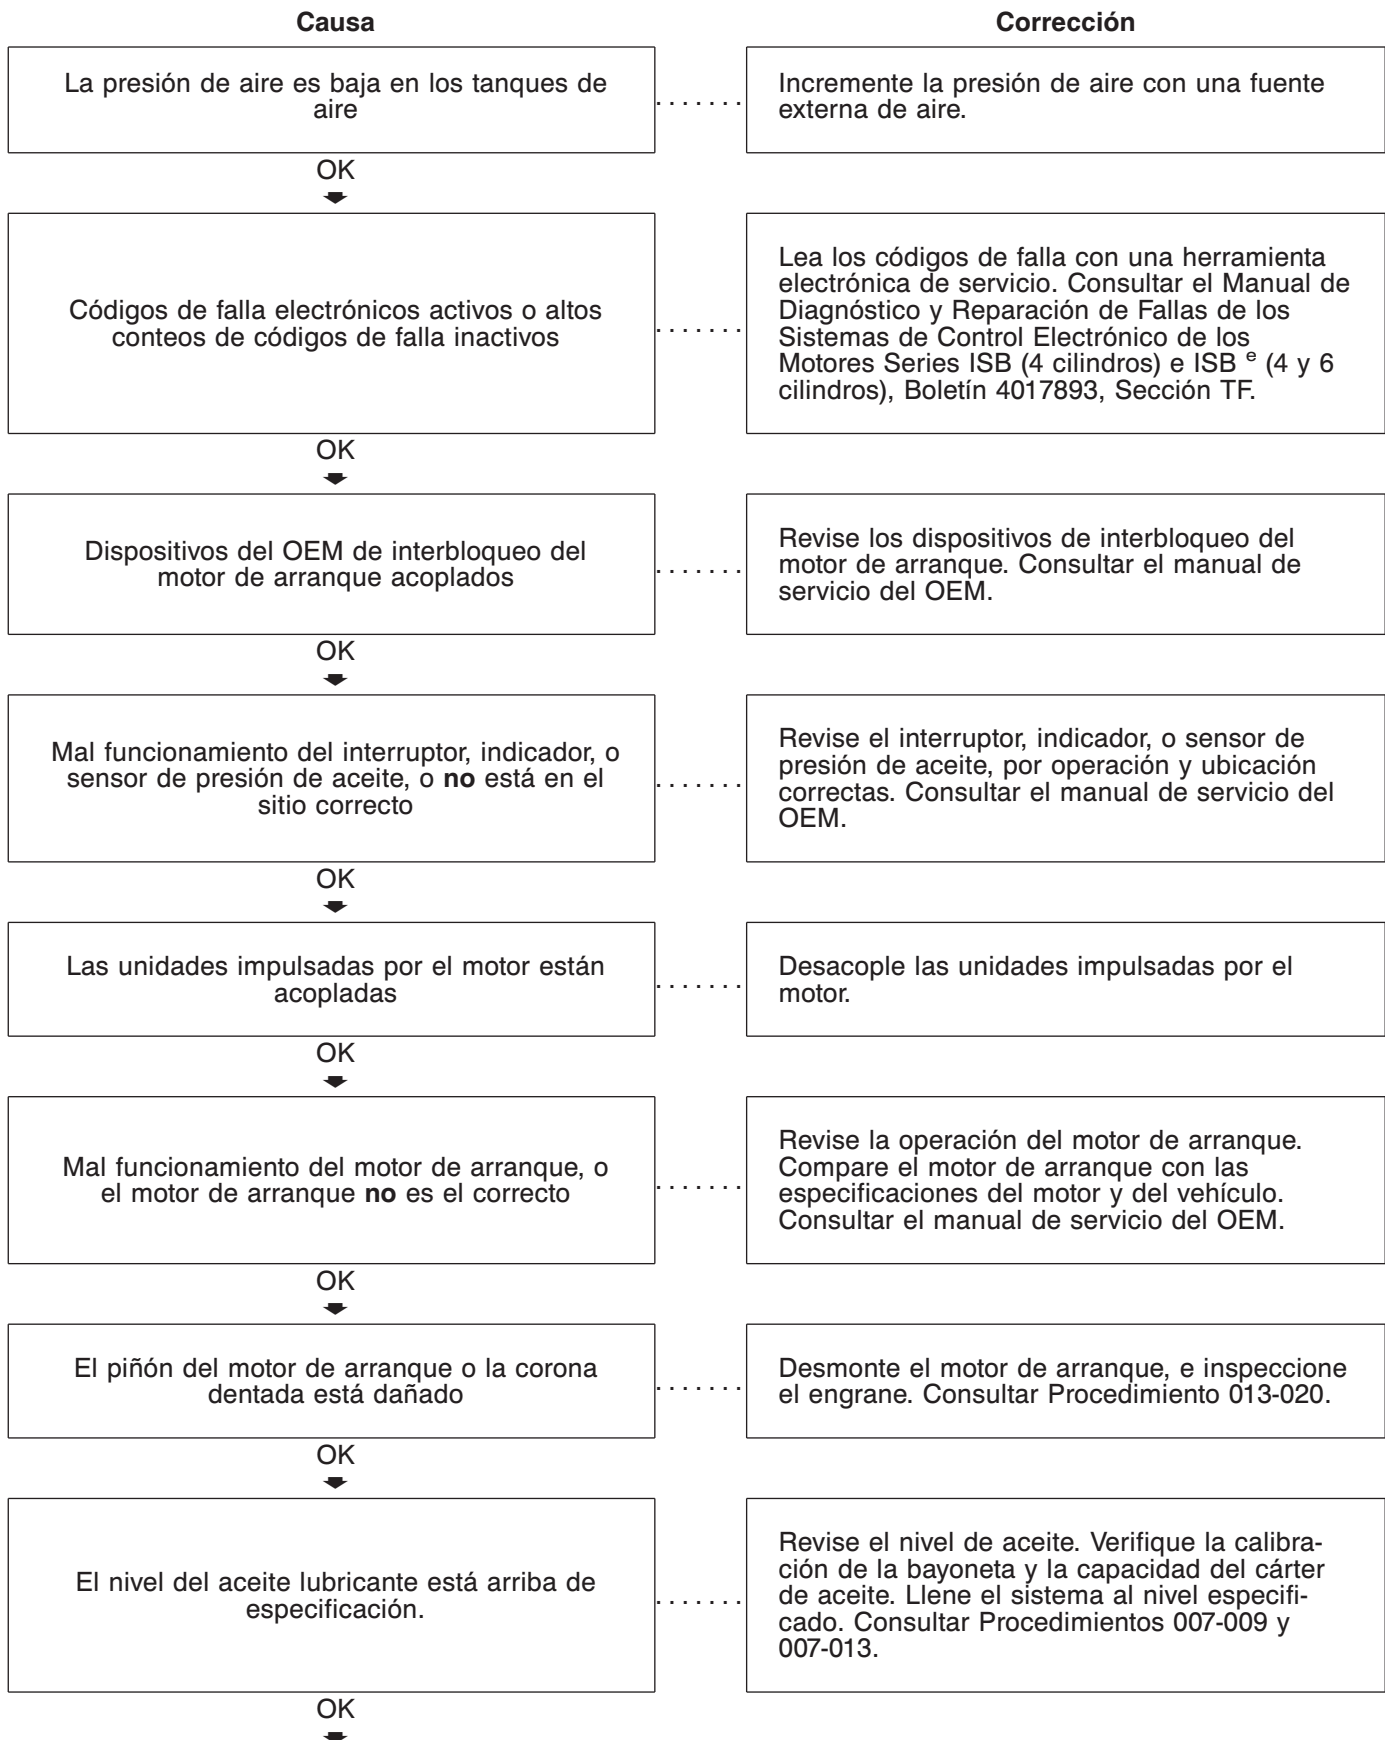 Causa
Corrección
La presión de aire es baja en los tanques de
aire
. . . . . . .
Incremente la presión de aire con una fuente
externa de aire.
OK
Códigos de falla electrónicos activos o altos
conteos de códigos de falla inactivos
. . . . . . .
Lea los códigos de falla con una herramienta
electrónica de servicio. Consultar el Manual de
Diagnóstico y Reparación de Fallas de los
Sistemas de Control Electrónico de los
Motores Series ISB (4 cilindros) e ISB e (4 y 6
cilindros), Boletín 4017893, Sección TF.
OK
Dispositivos del OEM de interbloqueo del
motor de arranque acoplados
. . . . . . .
Revise los dispositivos de interbloqueo del
motor de arranque. Consultar el manual de
servicio del OEM.
OK
Mal funcionamiento del interruptor, indicador, o
sensor de presión de aceite, o no está en el
sitio correcto
. . . . . . .
Revise el interruptor, indicador, o sensor de
presión de aceite, por operación y ubicación
correctas. Consultar el manual de servicio del
OEM.
OK
Las unidades impulsadas por el motor están
acopladas
. . . . . . .
Desacople las unidades impulsadas por el
motor.
OK
Mal funcionamiento del motor de arranque, o
el motor de arranque no es el correcto
. . . . . . .
Revise la operación del motor de arranque.
Compare el motor de arranque con las
especificaciones del motor y del vehículo.
Consultar el manual de servicio del OEM.
OK
El piñón del motor de arranque o la corona
dentada está dañado
. . . . . . .
Desmonte el motor de arranque, e inspeccione
el engrane. Consultar Procedimiento 013-020.
OK
El nivel del aceite lubricante está arriba de
especificación.
. . . . . . .
Revise el nivel de aceite. Verifique la calibra-
ción de la bayoneta y la capacidad del cárter
de aceite. Llene el sistema al nivel especifi-
cado. Consultar Procedimientos 007-009 y
007-013.
OK